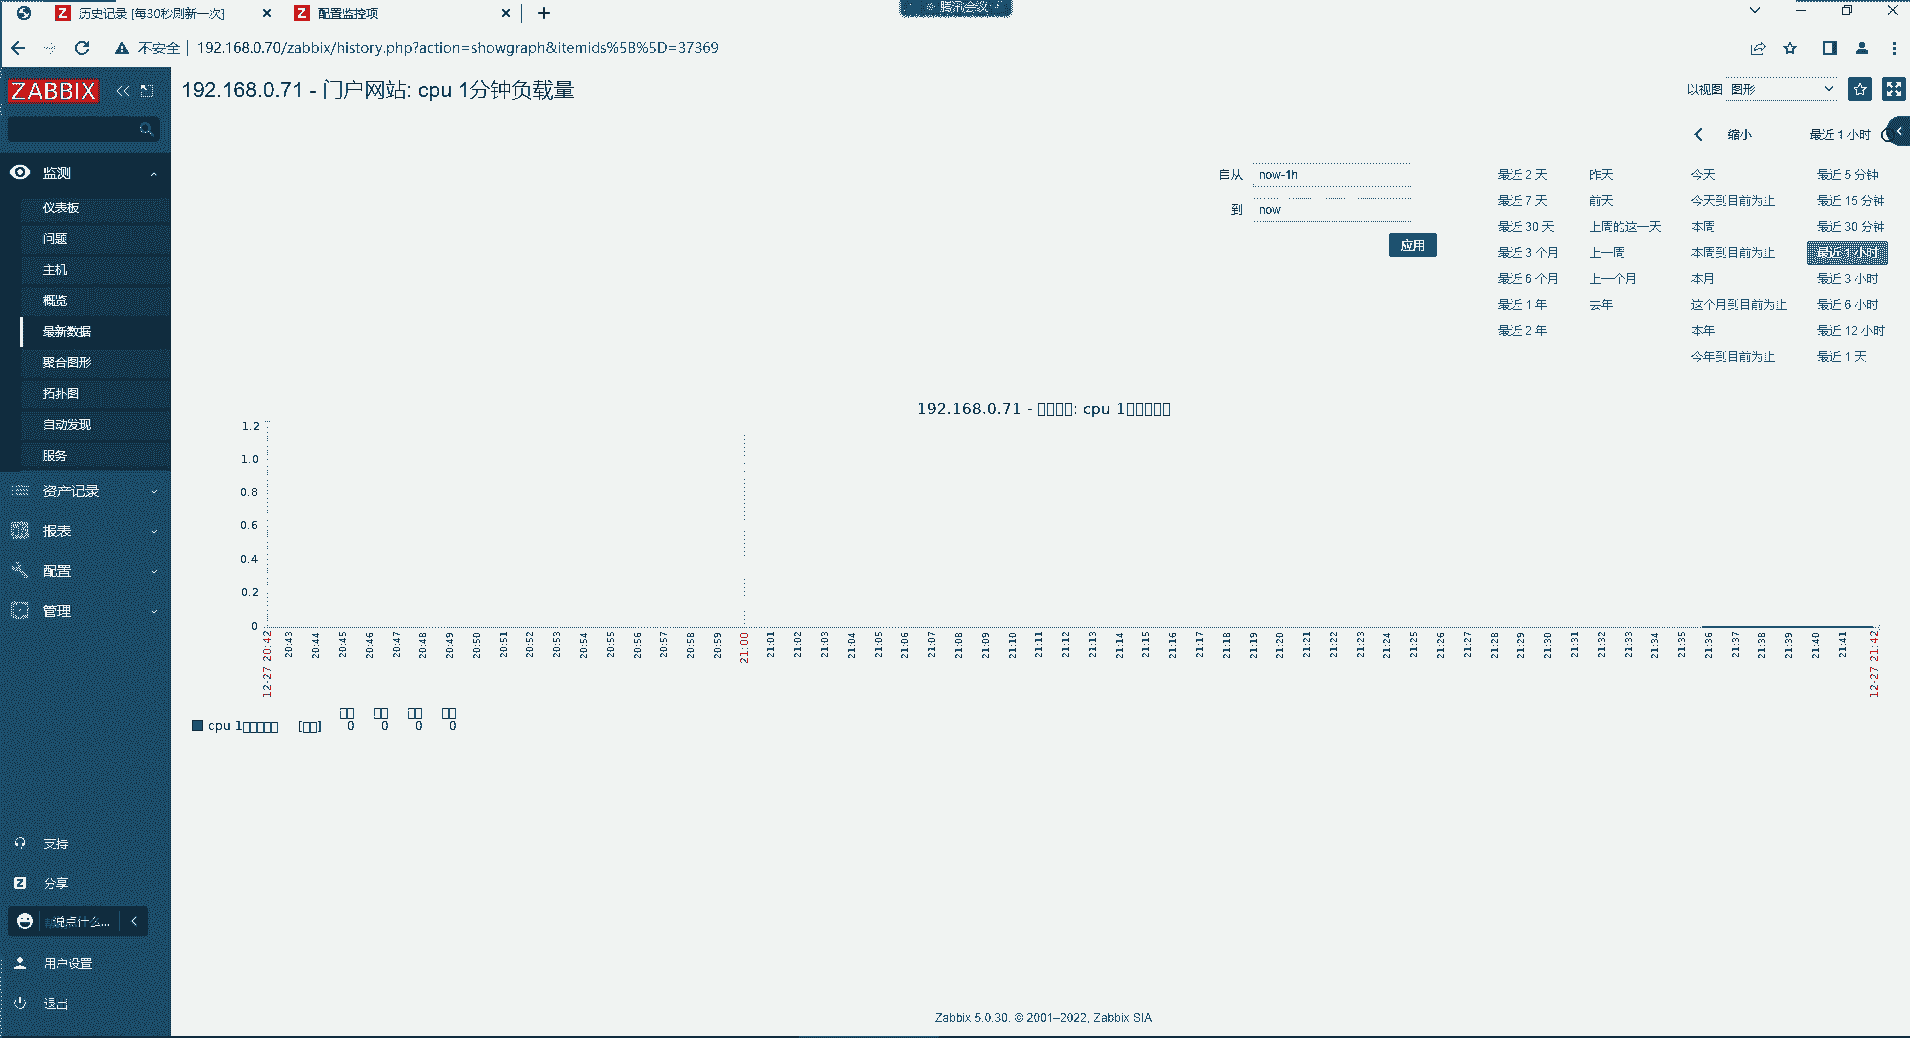 腾讯会议
历史记录 [每30秒刷新一次]
配置监控项
不安全 192.168.0.70/zabbix/history.php?action=showgraph&itemids%5B%5D=37369
ZABBIX
192.168.0.71 - 门户网站: cpu 1分钟负载量
以视图 图形
缩小 最近 1 小时
监测
仪表板
问题
主机
概览
最新数据
聚合图形
拓扑图
自动发现
服务
资产记录
报表
配置
管理
支持
分享
说点什么...
用户设置
退出
自从 now-1h
到 now
应用
最近 2 天 昨天 今天 最近 5 分钟
最近 7 天 前天 今天到目前为止 最近 15 分钟
最近 30 天 上周的这一天 本周 最近 30 分钟
最近 3 个月 上一周 本周到目前为止 最近 1 小时
最近 6 个月 上一个月 本月 最近 3 小时
最近 1 年 去年 这个月到目前为止 最近 6 小时
最近 2 年 本年 最近 12 小时
今年到目前为止 最近 1 天
192.168.0.71 - □□□□: cpu 1□□□□□
1.2
1.0
0.8
0.6
0.4
0.2
0
12-27 20:42 20:43 20:44 20:45 20:46 20:47 20:48 20:49 20:50 20:51 20:52 20:53 20:54 20:55 20:56 20:57 20:58 20:59 21:00 21:01 21:02 21:03 21:04 21:05 21:06 21:07 21:08 21:09 21:10 21:11 21:12 21:13 21:14 21:15 21:16 21:17 21:18 21:19 21:20 21:21 21:22 21:23 21:24 21:25 21:26 21:27 21:28 21:29 21:30 21:31 21:32 21:33 21:34 21:35 21:36 21:37 21:38 21:39 21:40 21:41 12-27 21:42
□□ □□ □□ □□
cpu 1□□□□□ [□□] 0 0 0 0
Zabbix 5.0.30. © 2001–2022, Zabbix SIA